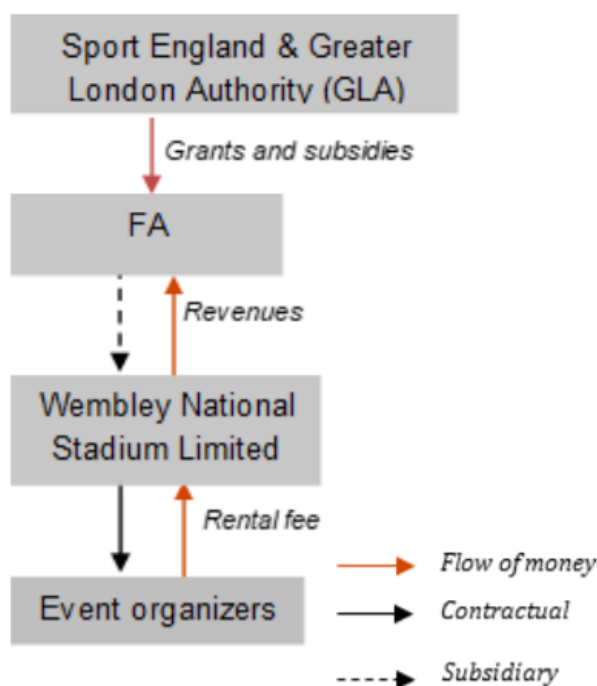 Sport England & Greater
London Authority (GLA)
Grants and subsidies
FA
Revenues
Wembley National
Stadium Limited
Rental fee
Event organizers
Flow of money
Contractual
Subsidiary